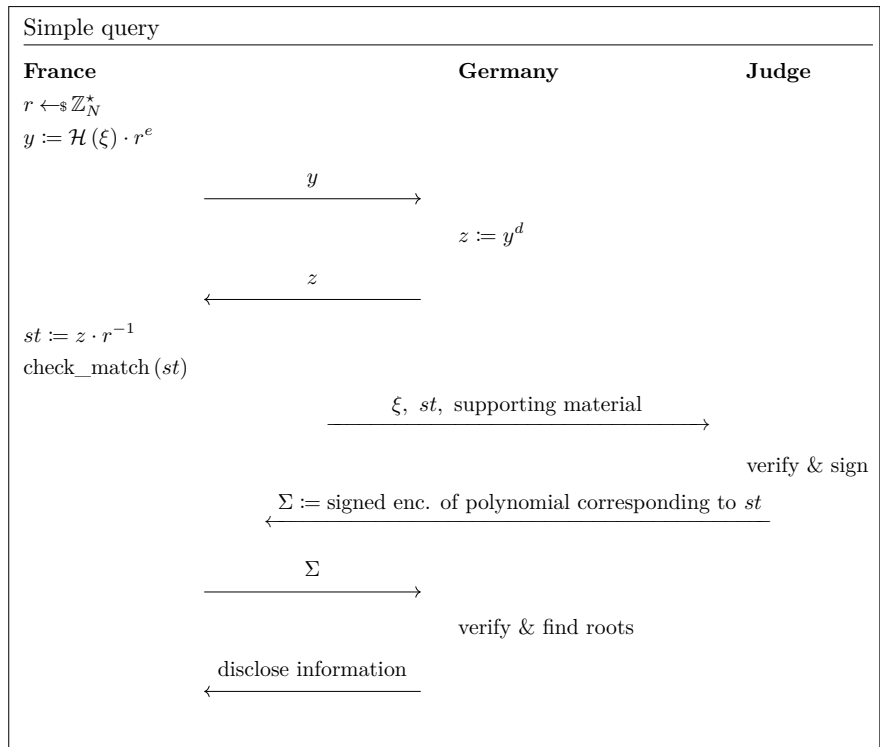 Simple query
France Germany Judge
r ←$ ℤ_N^⋆
y := ℋ (ξ) · r^e
y
z := y^d
z
st := z · r^{−1}
check_match (st)
ξ, st, supporting material
verify & sign
Σ := signed enc. of polynomial corresponding to st
Σ
verify & find roots
disclose information